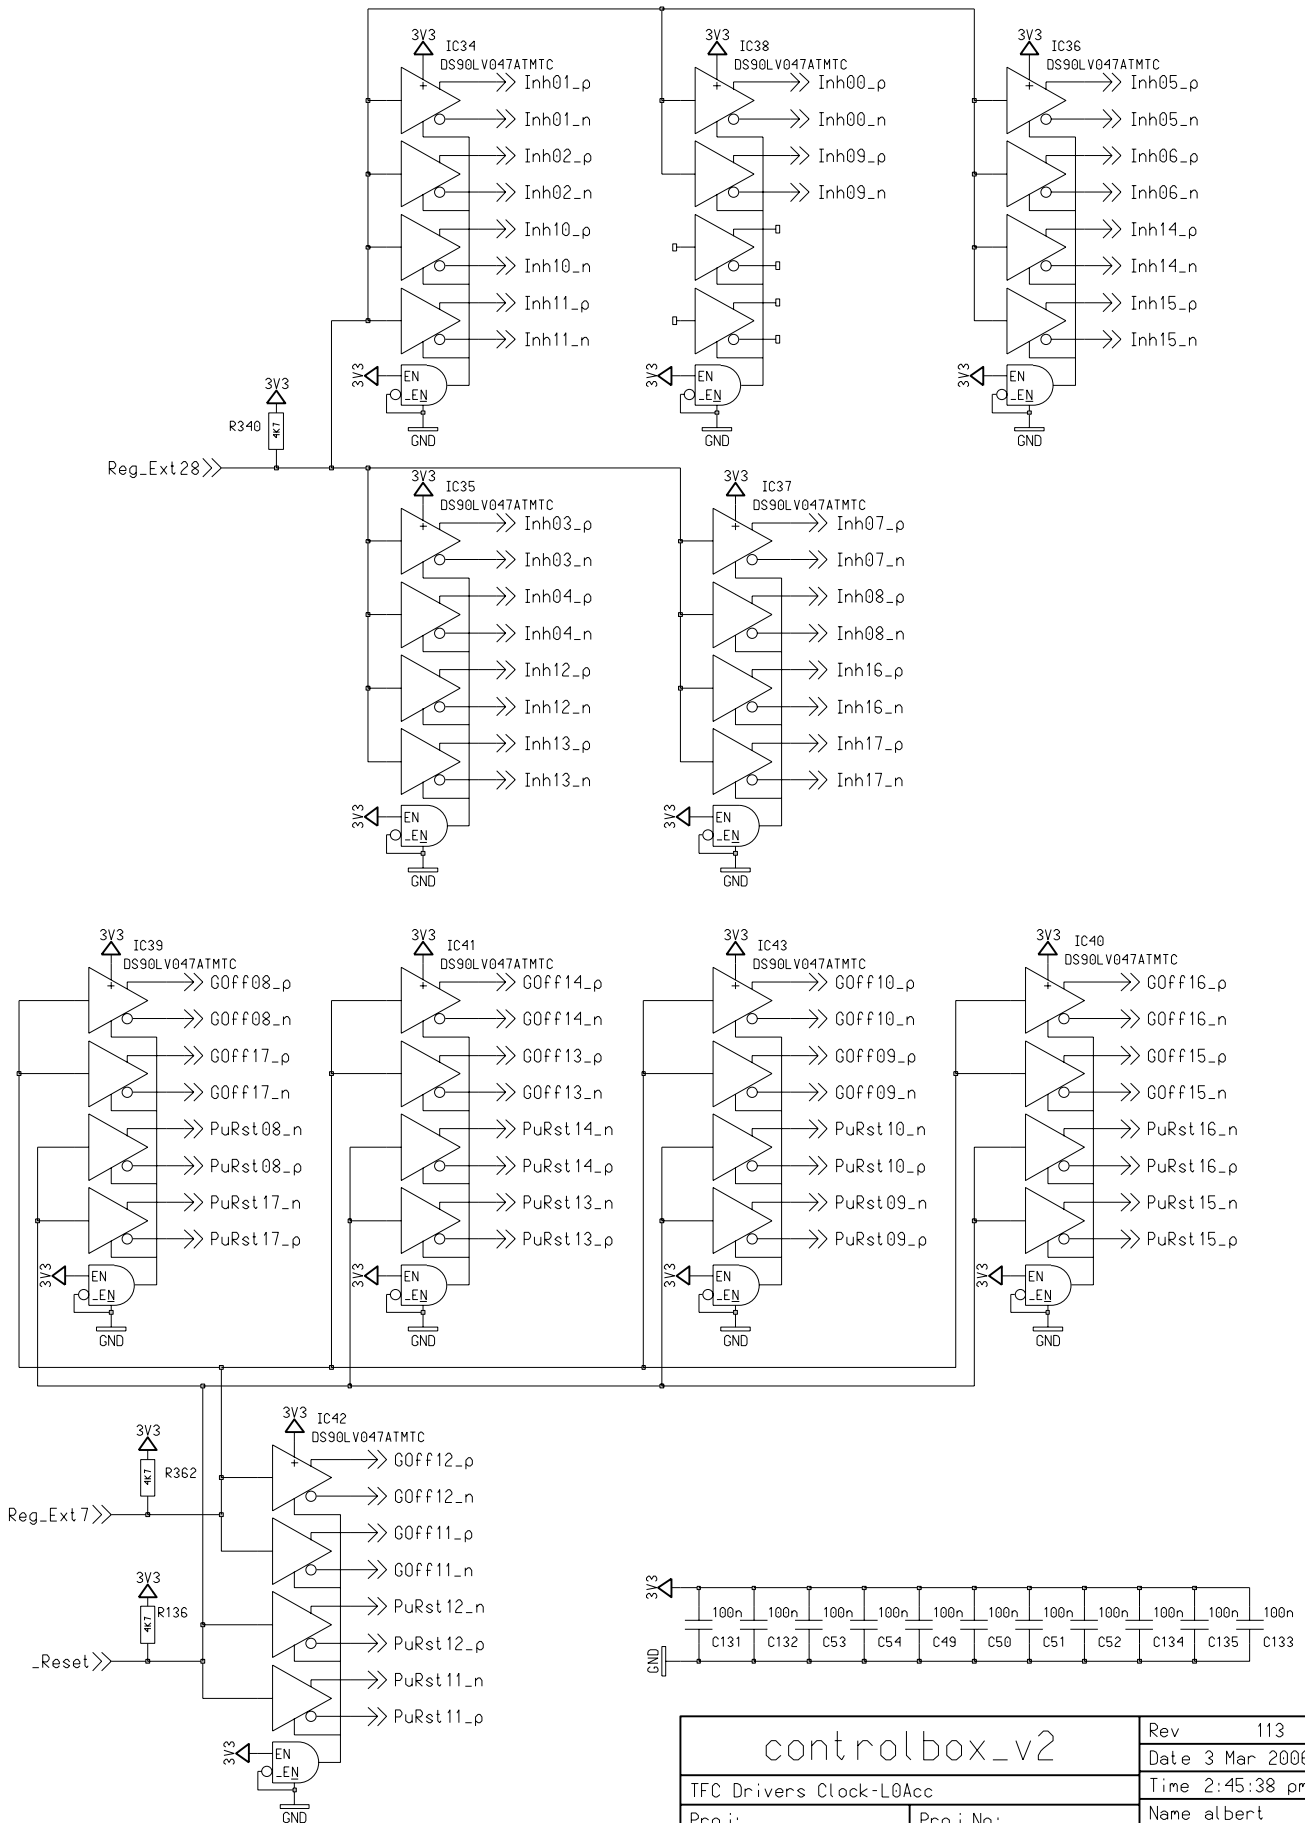 3V3 IC34
DS90LV047ATMTC
Inh01_p
Inh01_n
Inh02_p
Inh02_n
Inh10_p
Inh10_n
Inh11_p
Inh11_n
3V3 EN
_EN
GND
3V3 IC38
DS90LV047ATMTC
Inh00_p
Inh00_n
Inh09_p
Inh09_n
3V3 EN
_EN
GND
3V3 IC36
DS90LV047ATMTC
Inh05_p
Inh05_n
Inh06_p
Inh06_n
Inh14_p
Inh14_n
Inh15_p
Inh15_n
3V3 EN
_EN
GND
3V3
R340 4K7
Reg_Ext28
3V3 IC35
DS90LV047ATMTC
Inh03_p
Inh03_n
Inh04_p
Inh04_n
Inh12_p
Inh12_n
Inh13_p
Inh13_n
3V3 EN
_EN
GND
3V3 IC37
DS90LV047ATMTC
Inh07_p
Inh07_n
Inh08_p
Inh08_n
Inh16_p
Inh16_n
Inh17_p
Inh17_n
3V3 EN
_EN
GND
3V3 IC39
DS90LV047ATMTC
GOff08_p
GOff08_n
GOff17_p
GOff17_n
PuRst08_n
PuRst08_p
PuRst17_n
PuRst17_p
3V3 EN
_EN
GND
3V3 IC41
DS90LV047ATMTC
GOff14_p
GOff14_n
GOff13_p
GOff13_n
PuRst14_n
PuRst14_p
PuRst13_n
PuRst13_p
3V3 EN
_EN
GND
3V3 IC43
DS90LV047ATMTC
GOff10_p
GOff10_n
GOff09_p
GOff09_n
PuRst10_n
PuRst10_p
PuRst09_n
PuRst09_p
3V3 EN
_EN
GND
3V3 IC40
DS90LV047ATMTC
GOff16_p
GOff16_n
GOff15_p
GOff15_n
PuRst16_n
PuRst16_p
PuRst15_n
PuRst15_p
3V3 EN
_EN
GND
3V3
4K7 R362
Reg_Ext7
3V3
4K7 R136
_Reset
3V3 IC42
DS90LV047ATMTC
GOff12_p
GOff12_n
GOff11_p
GOff11_n
PuRst12_n
PuRst12_p
PuRst11_n
PuRst11_p
3V3 EN
_EN
GND
3V3
100n 100n 100n 100n 100n 100n 100n 100n 100n 100n 100n
C131 C132 C53 C54 C49 C50 C51 C52 C134 C135 C133
GND
controlbox_v2
TFC Drivers Clock-L0Acc
Proj: Proj No:
Rev 113
Date 3 Mar 2006
Time 2:45:38 pm
Name albert